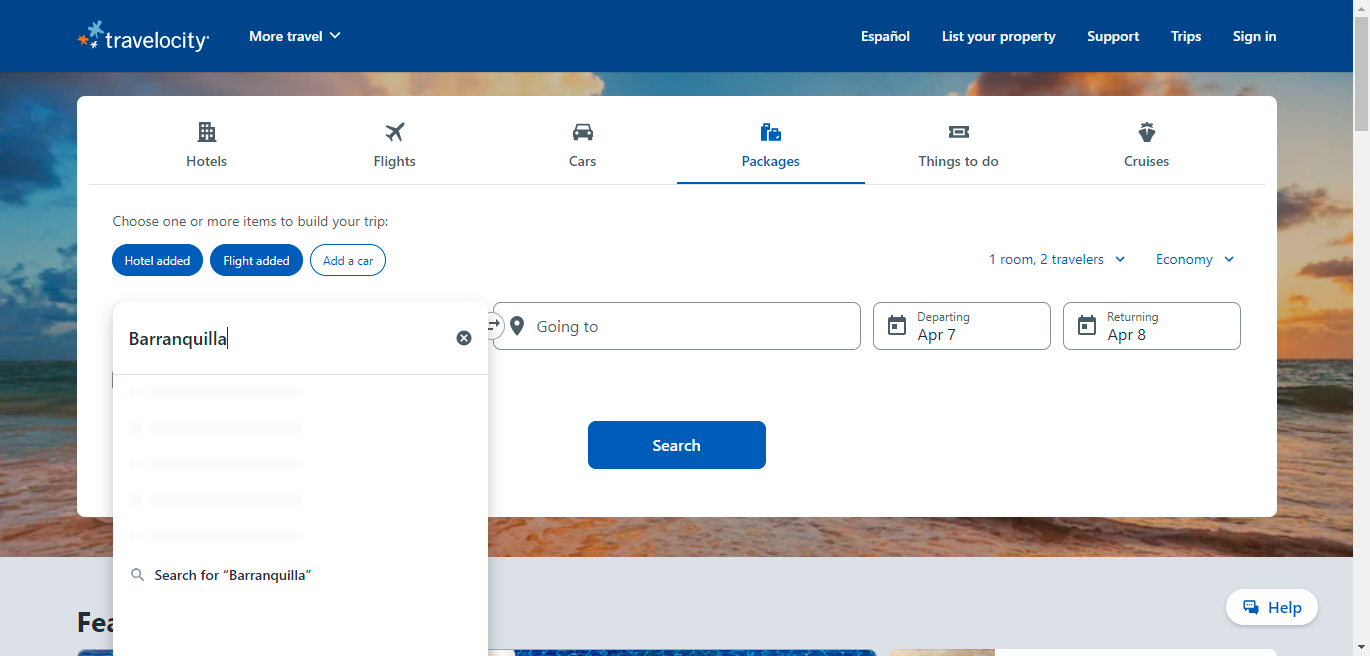 travelocity
More travel
Español
List your property
Support
Trips
Sign in
Hotels
Flights
Cars
Packages
Things to do
Cruises
Choose one or more items to build your trip:
Hotel added
Flight added
Add a car
1 room, 2 travelers
Economy
Barranquilla
Going to
Departing
Apr 7
Returning
Apr 8
Search
Search for “Barranquilla”
Help